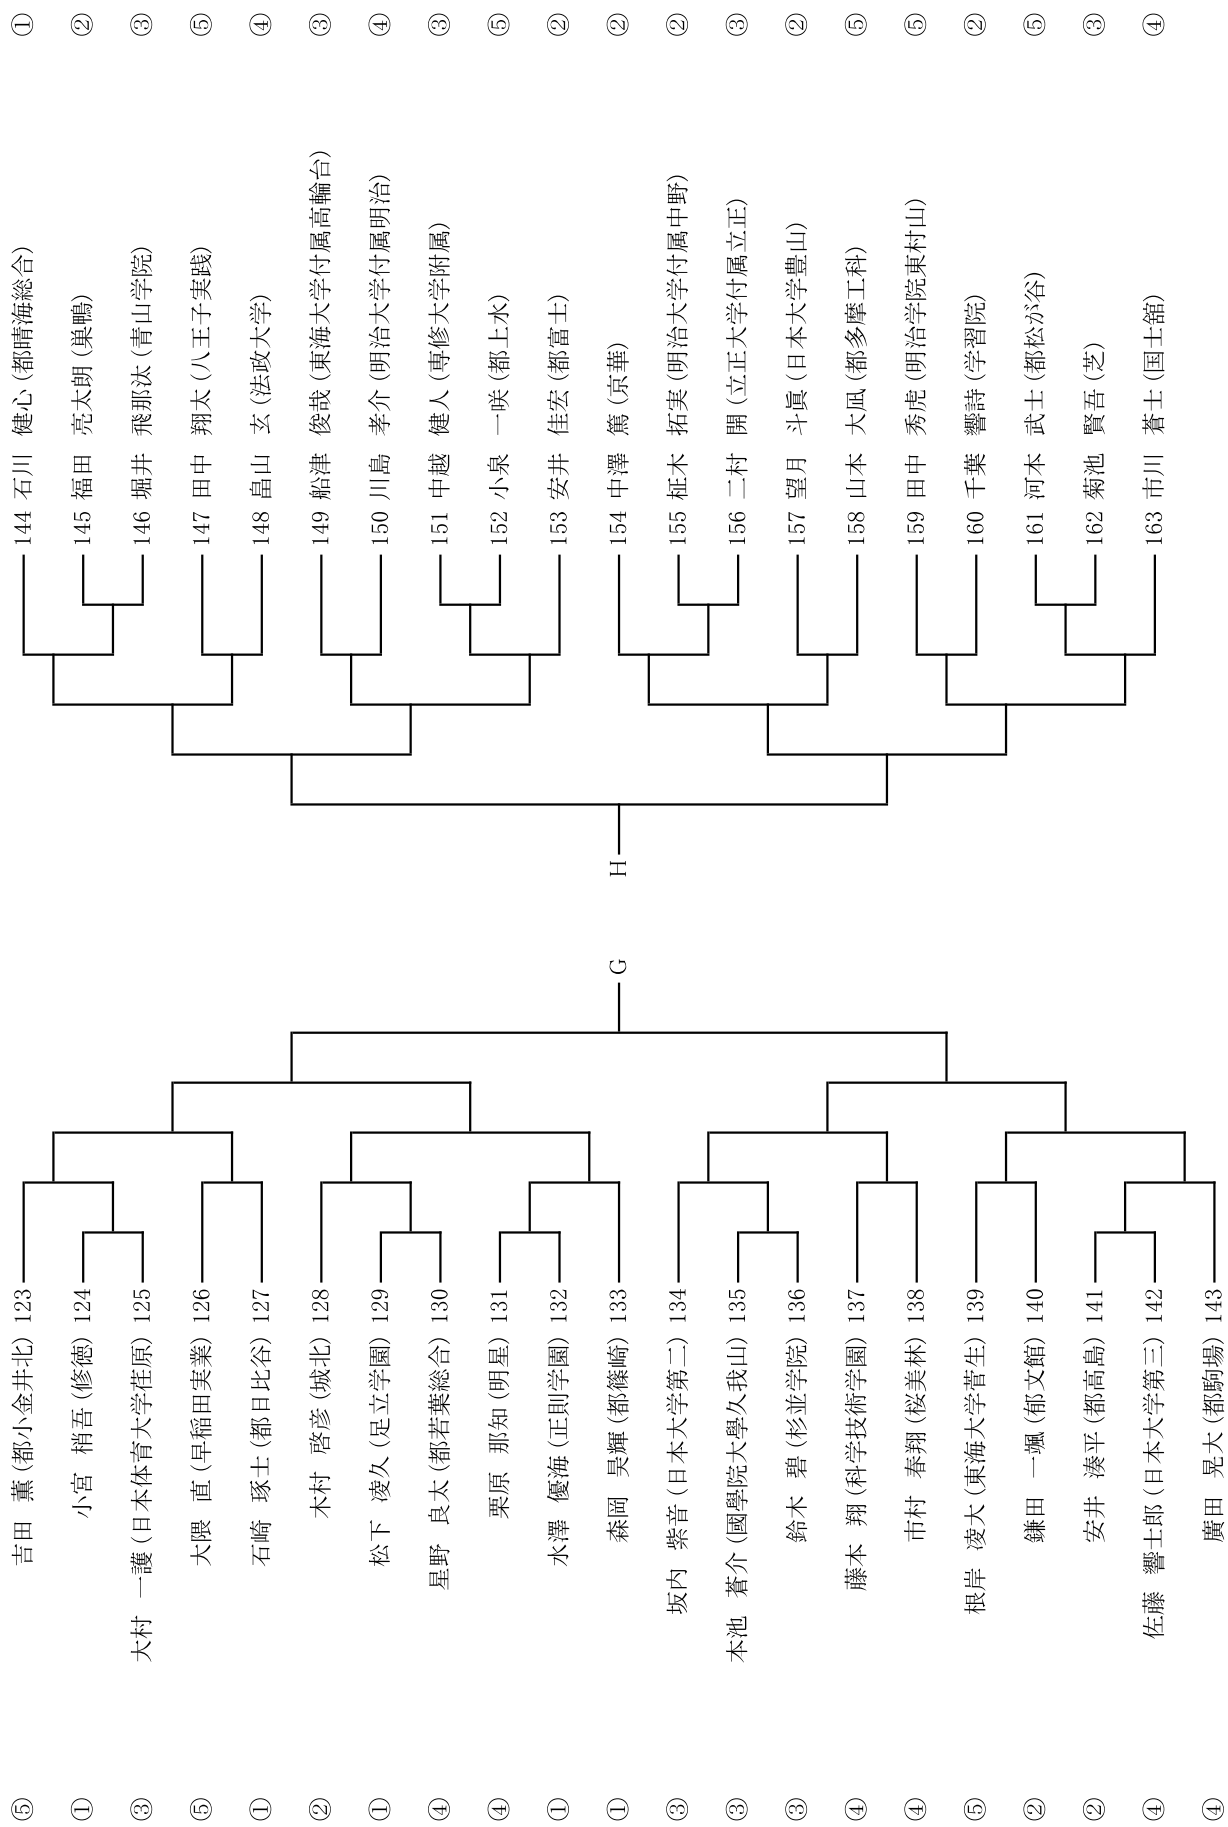 ⑤ 吉田　薫 (都小金井北) 123
① 小宮　梢吾 (修徳) 124
③ 大村　一護 (日本体育大学荏原) 125
⑤ 大隈　直 (早稲田実業) 126
① 石崎　琢士 (都日比谷) 127
② 木村　啓彦 (城北) 128
① 松下　凌久 (足立学園) 129
④ 星野　良太 (都若葉総合) 130
④ 栗原　那知 (明星) 131
① 水澤　優海 (正則学園) 132
① 森岡　昊輝 (都篠崎) 133
③ 坂内　紫音 (日本大学第二) 134
③ 本池　蒼介 (國學院大學久我山) 135
③ 鈴木　碧 (杉並学院) 136
④ 藤本　翔 (科学技術学園) 137
④ 市村　春翔 (桜美林) 138
⑤ 根岸　凌大 (東海大学菅生) 139
② 鎌田　一颯 (郁文館) 140
② 安井　湊平 (都高島) 141
④ 佐藤　響士郎 (日本大学第三) 142
④ 廣田　晃大 (都駒場) 143
G
H
144 石川　健心 (都晴海総合) ①
145 福田　亮太朗 (巣鴨) ②
146 堀井　飛那汰 (青山学院) ③
147 田中　翔太 (八王子実践) ⑤
148 畠山　玄 (法政大学) ④
149 船津　俊哉 (東海大学付属高輪台) ③
150 川島　孝介 (明治大学付属明治) ④
151 中越　健人 (専修大学附属) ③
152 小泉　一咲 (都上水) ⑤
153 安井　佳宏 (都富士) ②
154 中澤　篤 (京華) ②
155 柾木　拓実 (明治大学付属中野) ②
156 二村　開 (立正大学付属立正) ③
157 望月　斗眞 (日本大学豊山) ②
158 山本　大凪 (都多摩工科) ⑤
159 田中　秀虎 (明治学院東村山) ⑤
160 千葉　響詩 (学習院) ②
161 河本　武士 (都松が谷) ⑤
162 菊池　賢吾 (芝) ③
163 市川　蒼士 (国士舘) ④